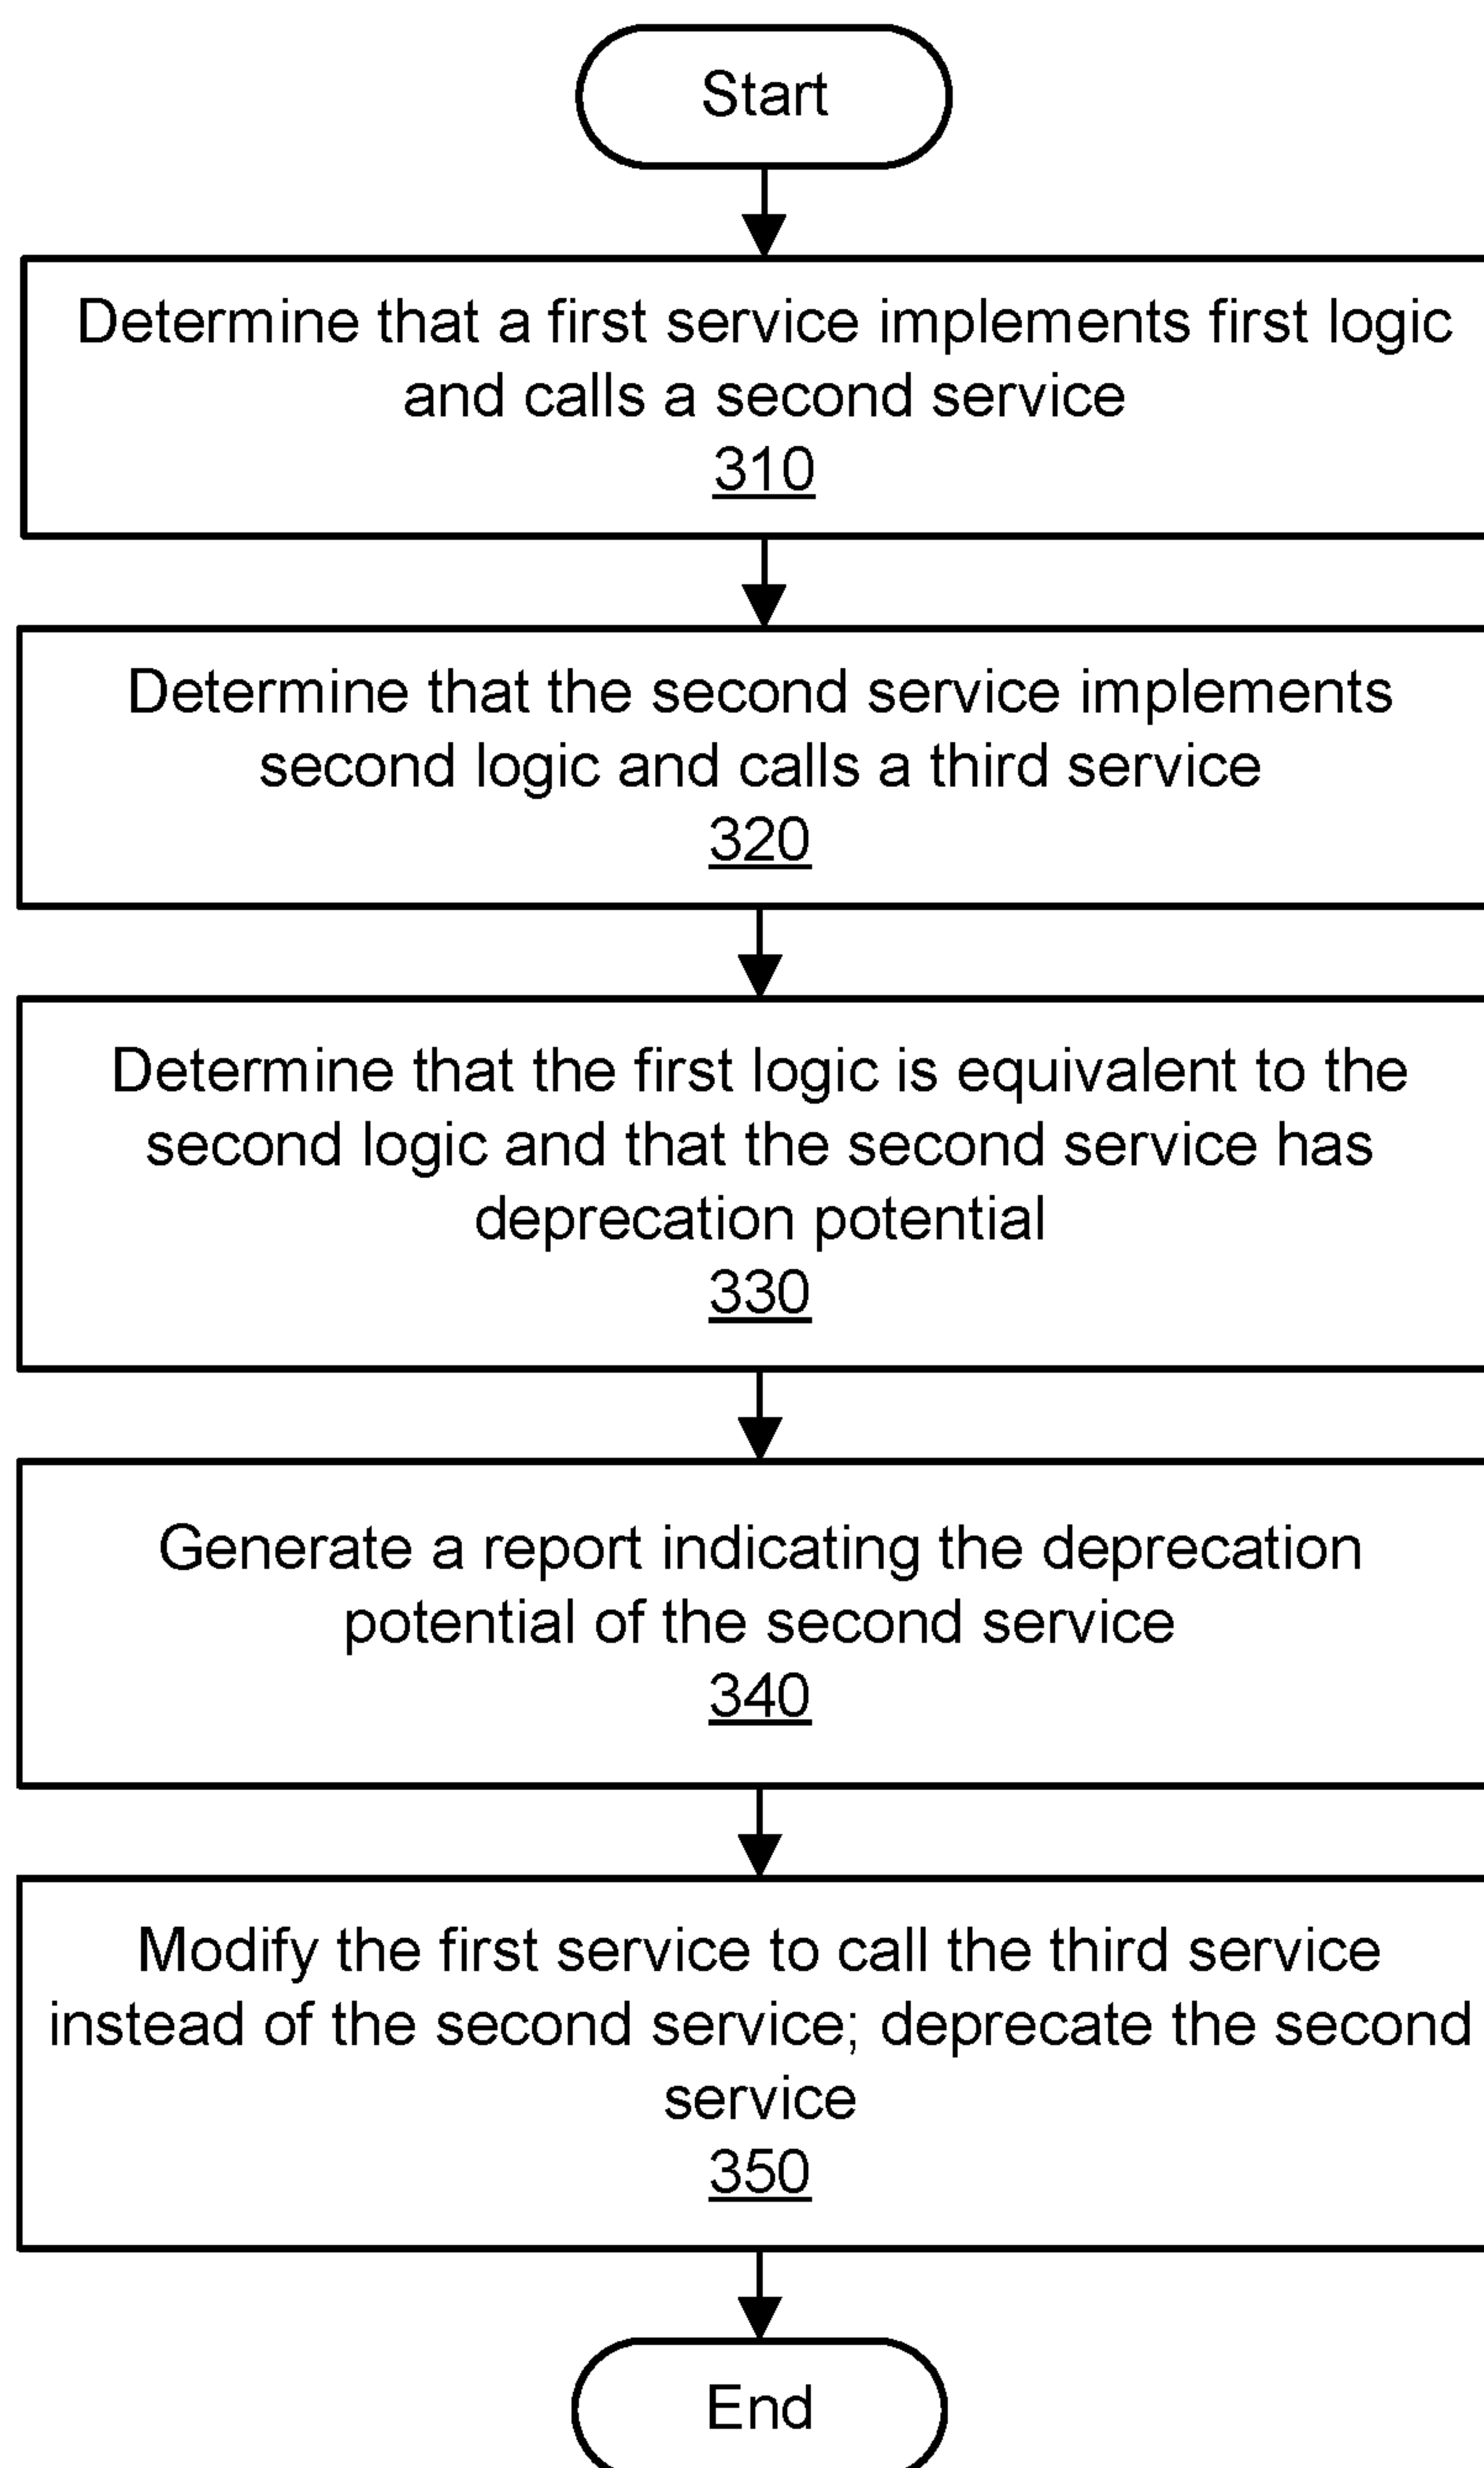 Start
Determine that a first service implements first logic
and calls a second service
310
Determine that the second service implements
second logic and calls a third service
320
Determine that the first logic is equivalent to the
second logic and that the second service has
deprecation potential
330
Generate a report indicating the deprecation
potential of the second service
340
Modify the first service to call the third service
instead of the second service; deprecate the second
service
350
End